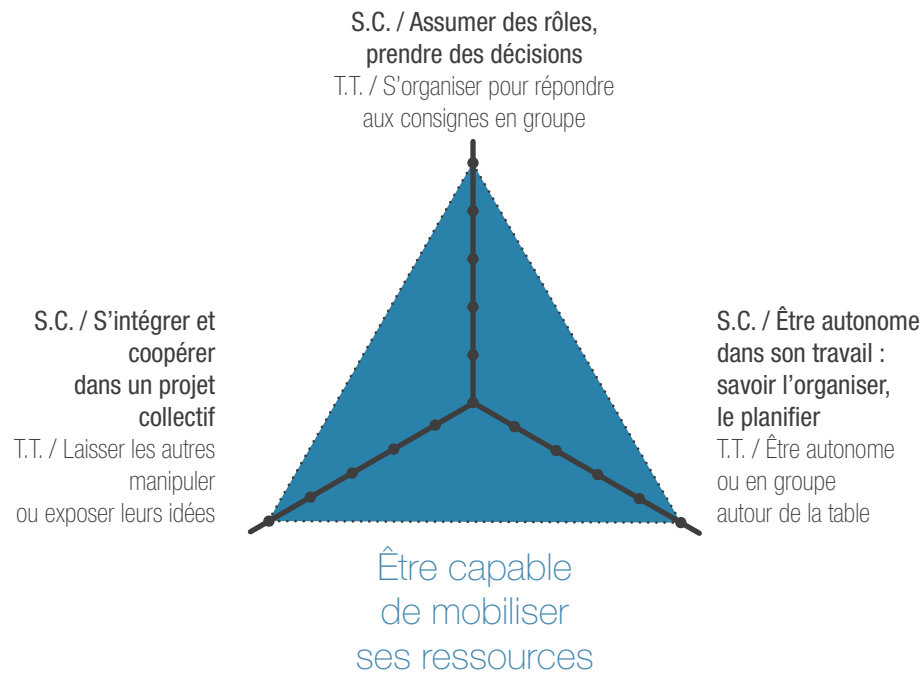 S.C. / Assumer des rôles,
prendre des décisions
T.T. / S’organiser pour répondre
aux consignes en groupe
S.C. / S’intégrer et
coopérer
dans un projet
collectif
T.T. / Laisser les autres
manipuler
ou exposer leurs idées
S.C. / Être autonome
dans son travail :
savoir l’organiser,
le planifier
T.T. / Être autonome
ou en groupe
autour de la table
Être capable
de mobiliser
ses ressources